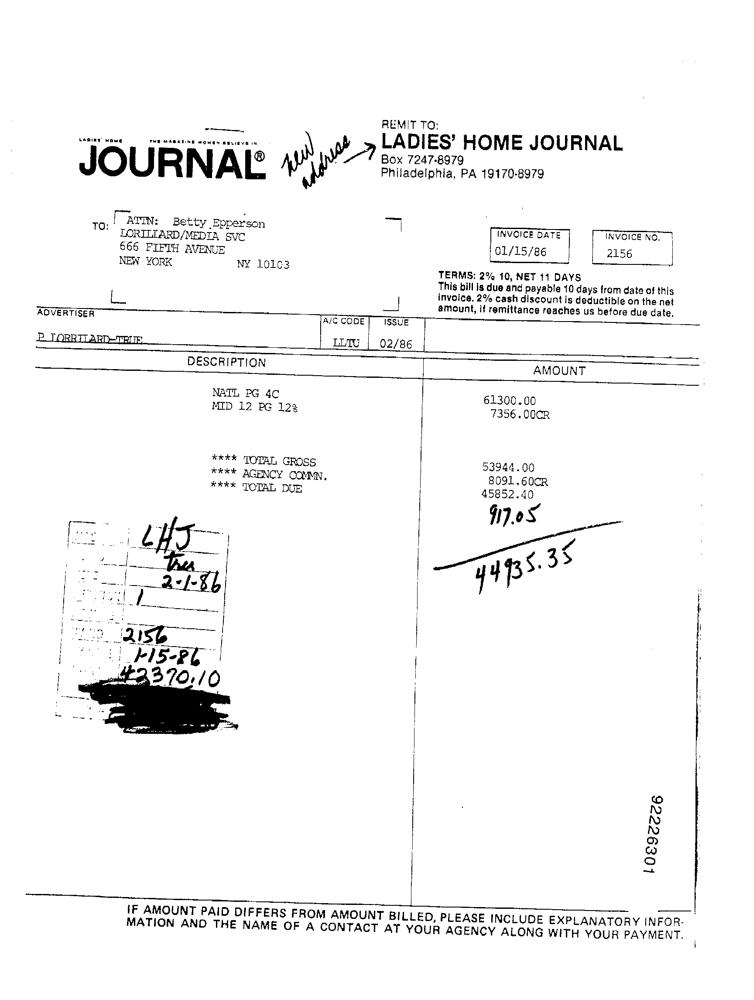 LADIES' HOME THE MAGAZINE WOMEN BELIEVE IN
JOURNAL®
new
address
REMIT TO:
LADIES' HOME JOURNAL
Box 7247-8979
Philadelphia, PA 19170-8979
TO:
ATTN: Betty Epperson
LORILIARD/MEDIA SVC
666 FIFTH AVENUE
NEW YORK NY 10103
INVOICE DATE
01/15/86
INVOICE NO.
2156
TERMS: 2% 10, NET 11 DAYS
This bill is due and payable 10 days from date of this
invoice. 2% cash discount is deductible on the net
amount, if remittance reaches us before due date.
ADVERTISER
A/C CODE
ISSUE
P LORRILARD-TRUE
LLTU
02/86
DESCRIPTION
AMOUNT
NATL PG 4C 61300.00
MID 12 PG 12% 7356.00CR
**** TOTAL GROSS 53944.00
**** AGENCY COMMN. 8091.60CR
**** TOTAL DUE 45852.40
917.05
44935.35
LHJ
2-1-86
1
2156
1-15-86
42370.10
92226301
IF AMOUNT PAID DIFFERS FROM AMOUNT BILLED, PLEASE INCLUDE EXPLANATORY INFOR-
MATION AND THE NAME OF A CONTACT AT YOUR AGENCY ALONG WITH YOUR PAYMENT.